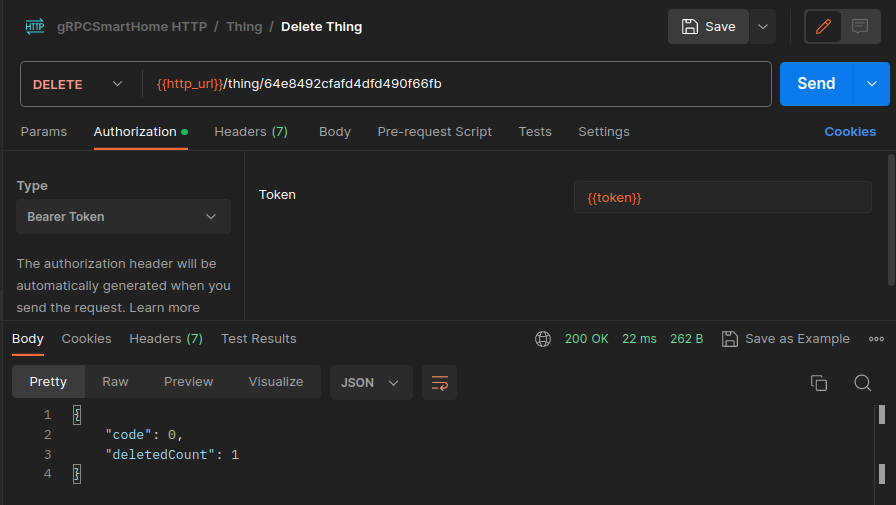 HTTP gRPCSmartHome HTTP / Thing / Delete Thing Save
DELETE {{http_url}}/thing/64e8492cfafd4dfd490f66fb Send
Params Authorization Headers (7) Body Pre-request Script Tests Settings Cookies
Type
Bearer Token
The authorization header will be
automatically generated when you
send the request. Learn more
Token {{token}}
Body Cookies Headers (7) Test Results 200 OK 22 ms 262 B Save as Example
Pretty Raw Preview Visualize JSON
1 {
2 "code": 0,
3 "deletedCount": 1
4 }